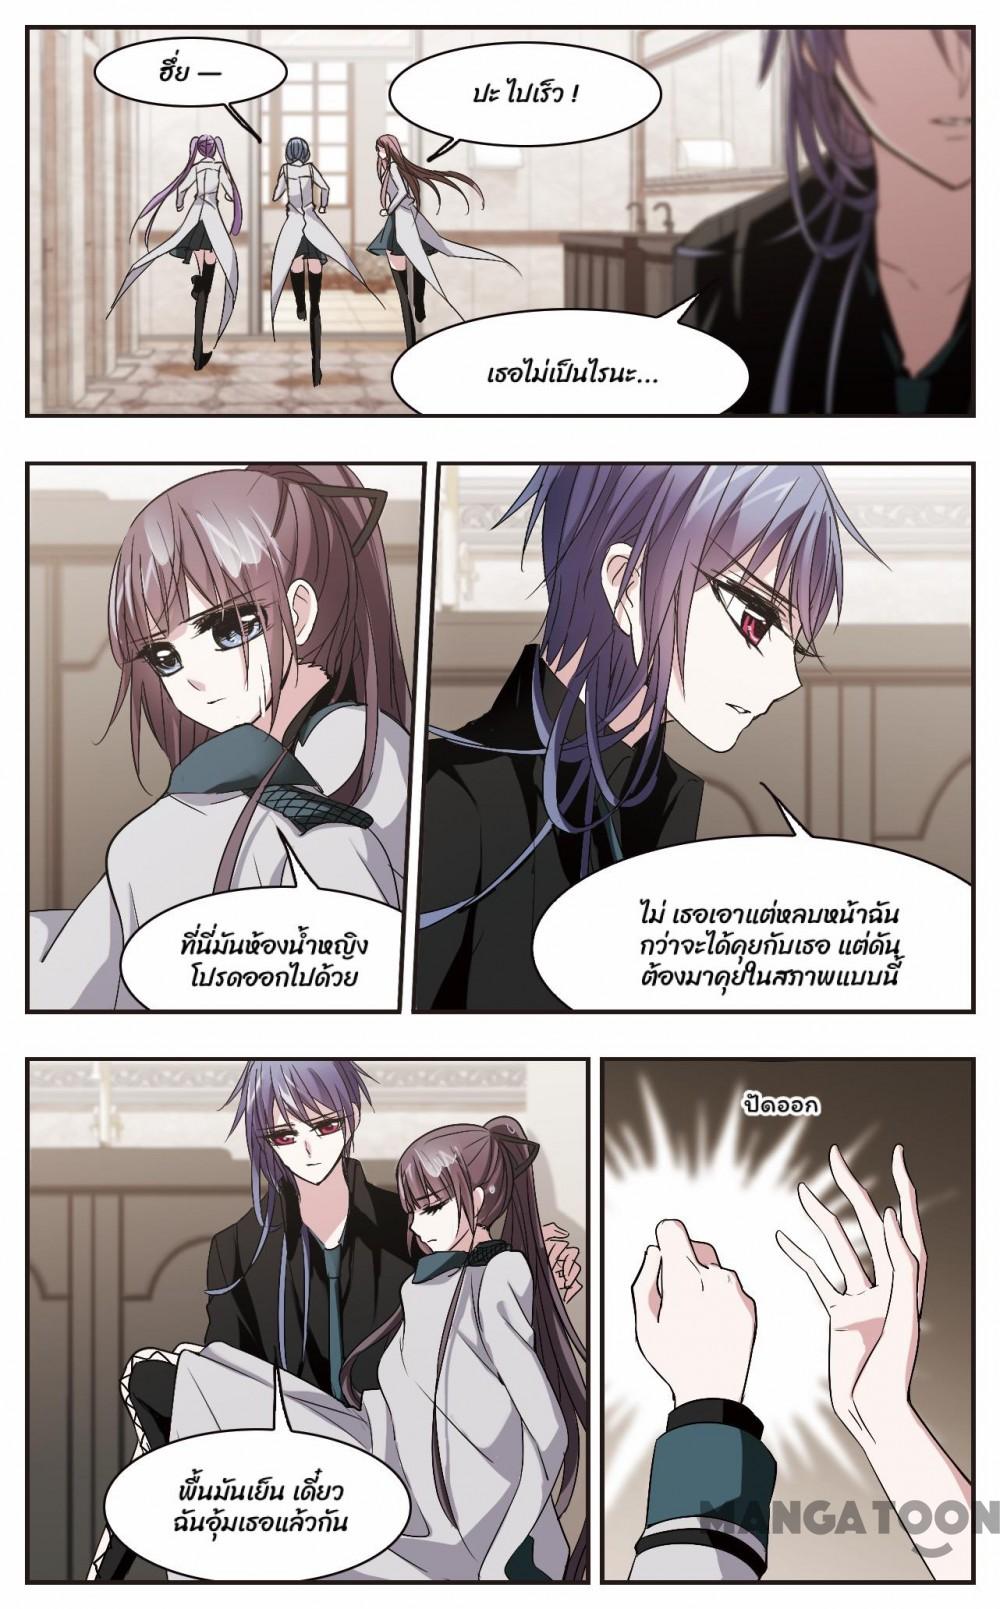 ฮึ่ย —
ปะ ไปเร็ว !
เธอไม่เป็นไรนะ...
ที่นี่มันห้องน้ำหญิง
โปรดออกไปด้วย
ไม่ เธอเอาแต่หลบหน้าฉัน
กว่าจะได้คุยกับเธอ แต่ดัน
ต้องมาคุยในสภาพแบบนี้
ปัดออก
พื้นมันเย็น เดี๋ยว
ฉันอุ้มเธอแล้วกัน
MANGATOON